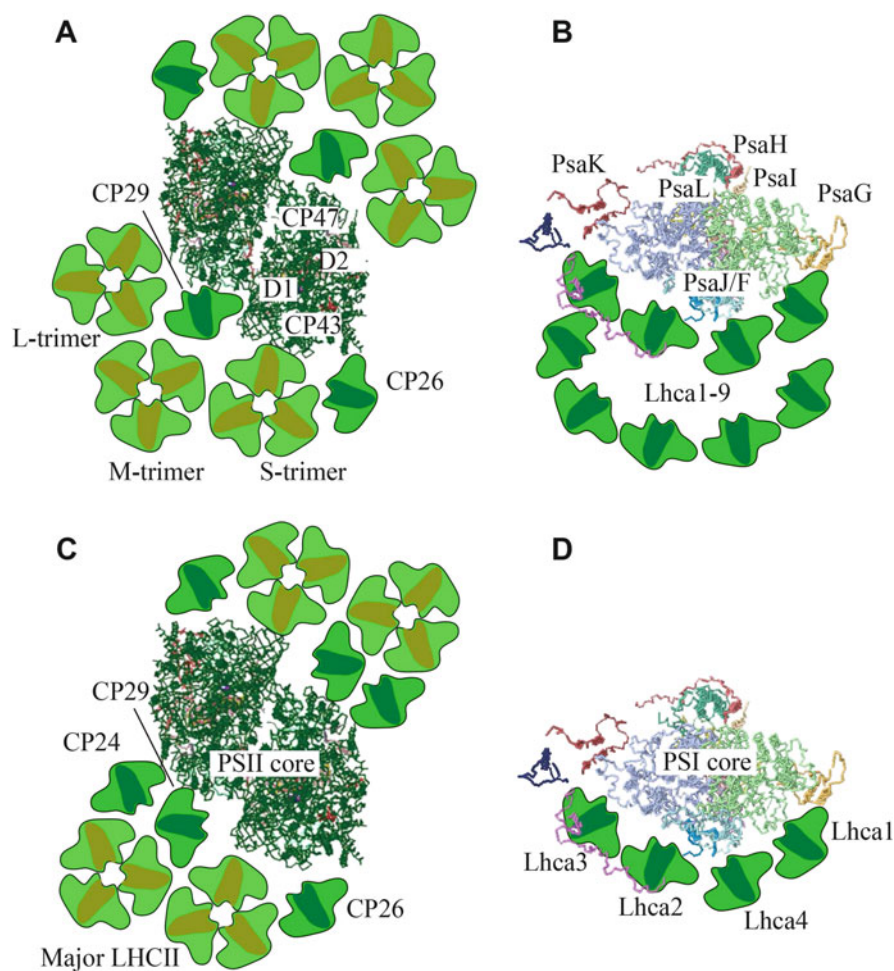 A
CP29
CP47
D2
D1
CP43
L-trimer
CP26
M-trimer
S-trimer
B
PsaH
PsaK
PsaL
PsaI
PsaG
PsaJ/F
Lhca1-9
C
CP29
CP24
PSII core
CP26
Major LHCII
D
PSI core
Lhca1
Lhca3
Lhca2
Lhca4